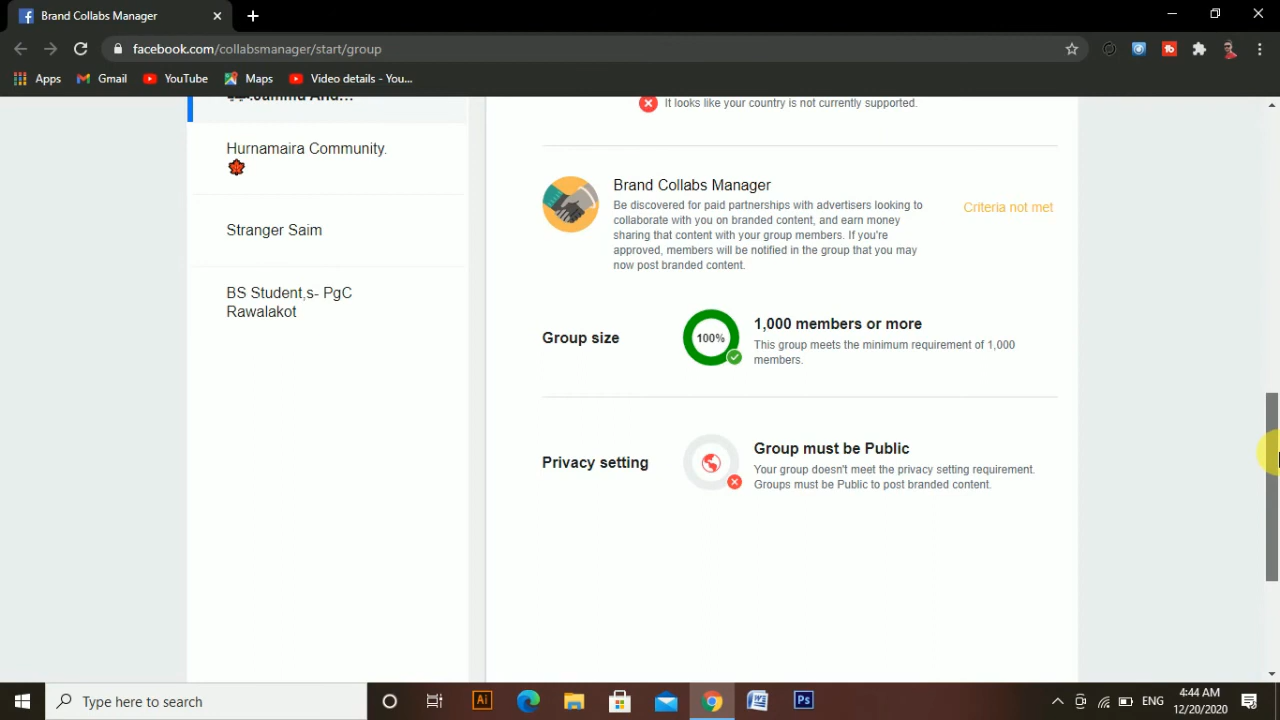 Brand Collabs Manager
facebook.com/collabsmanager/start/group
Apps
Gmail
YouTube
Maps
Video details - You...
Hurnamaira Community.
Stranger Saim
BS Student,s- PgC
Rawalakot
It looks like your country is not currently supported.
Brand Collabs Manager
Be discovered for paid partnerships with advertisers looking to
collaborate with you on branded content, and earn money
sharing that content with your group members. If you're
approved, members will be notified in the group that you may
now post branded content.
Criteria not met
Group size
100%
1,000 members or more
This group meets the minimum requirement of 1,000
members.
Privacy setting
Group must be Public
Your group doesn't meet the privacy setting requirement.
Groups must be Public to post branded content.
Type here to search
Ai
Ps
ENG
4:44 AM
12/20/2020